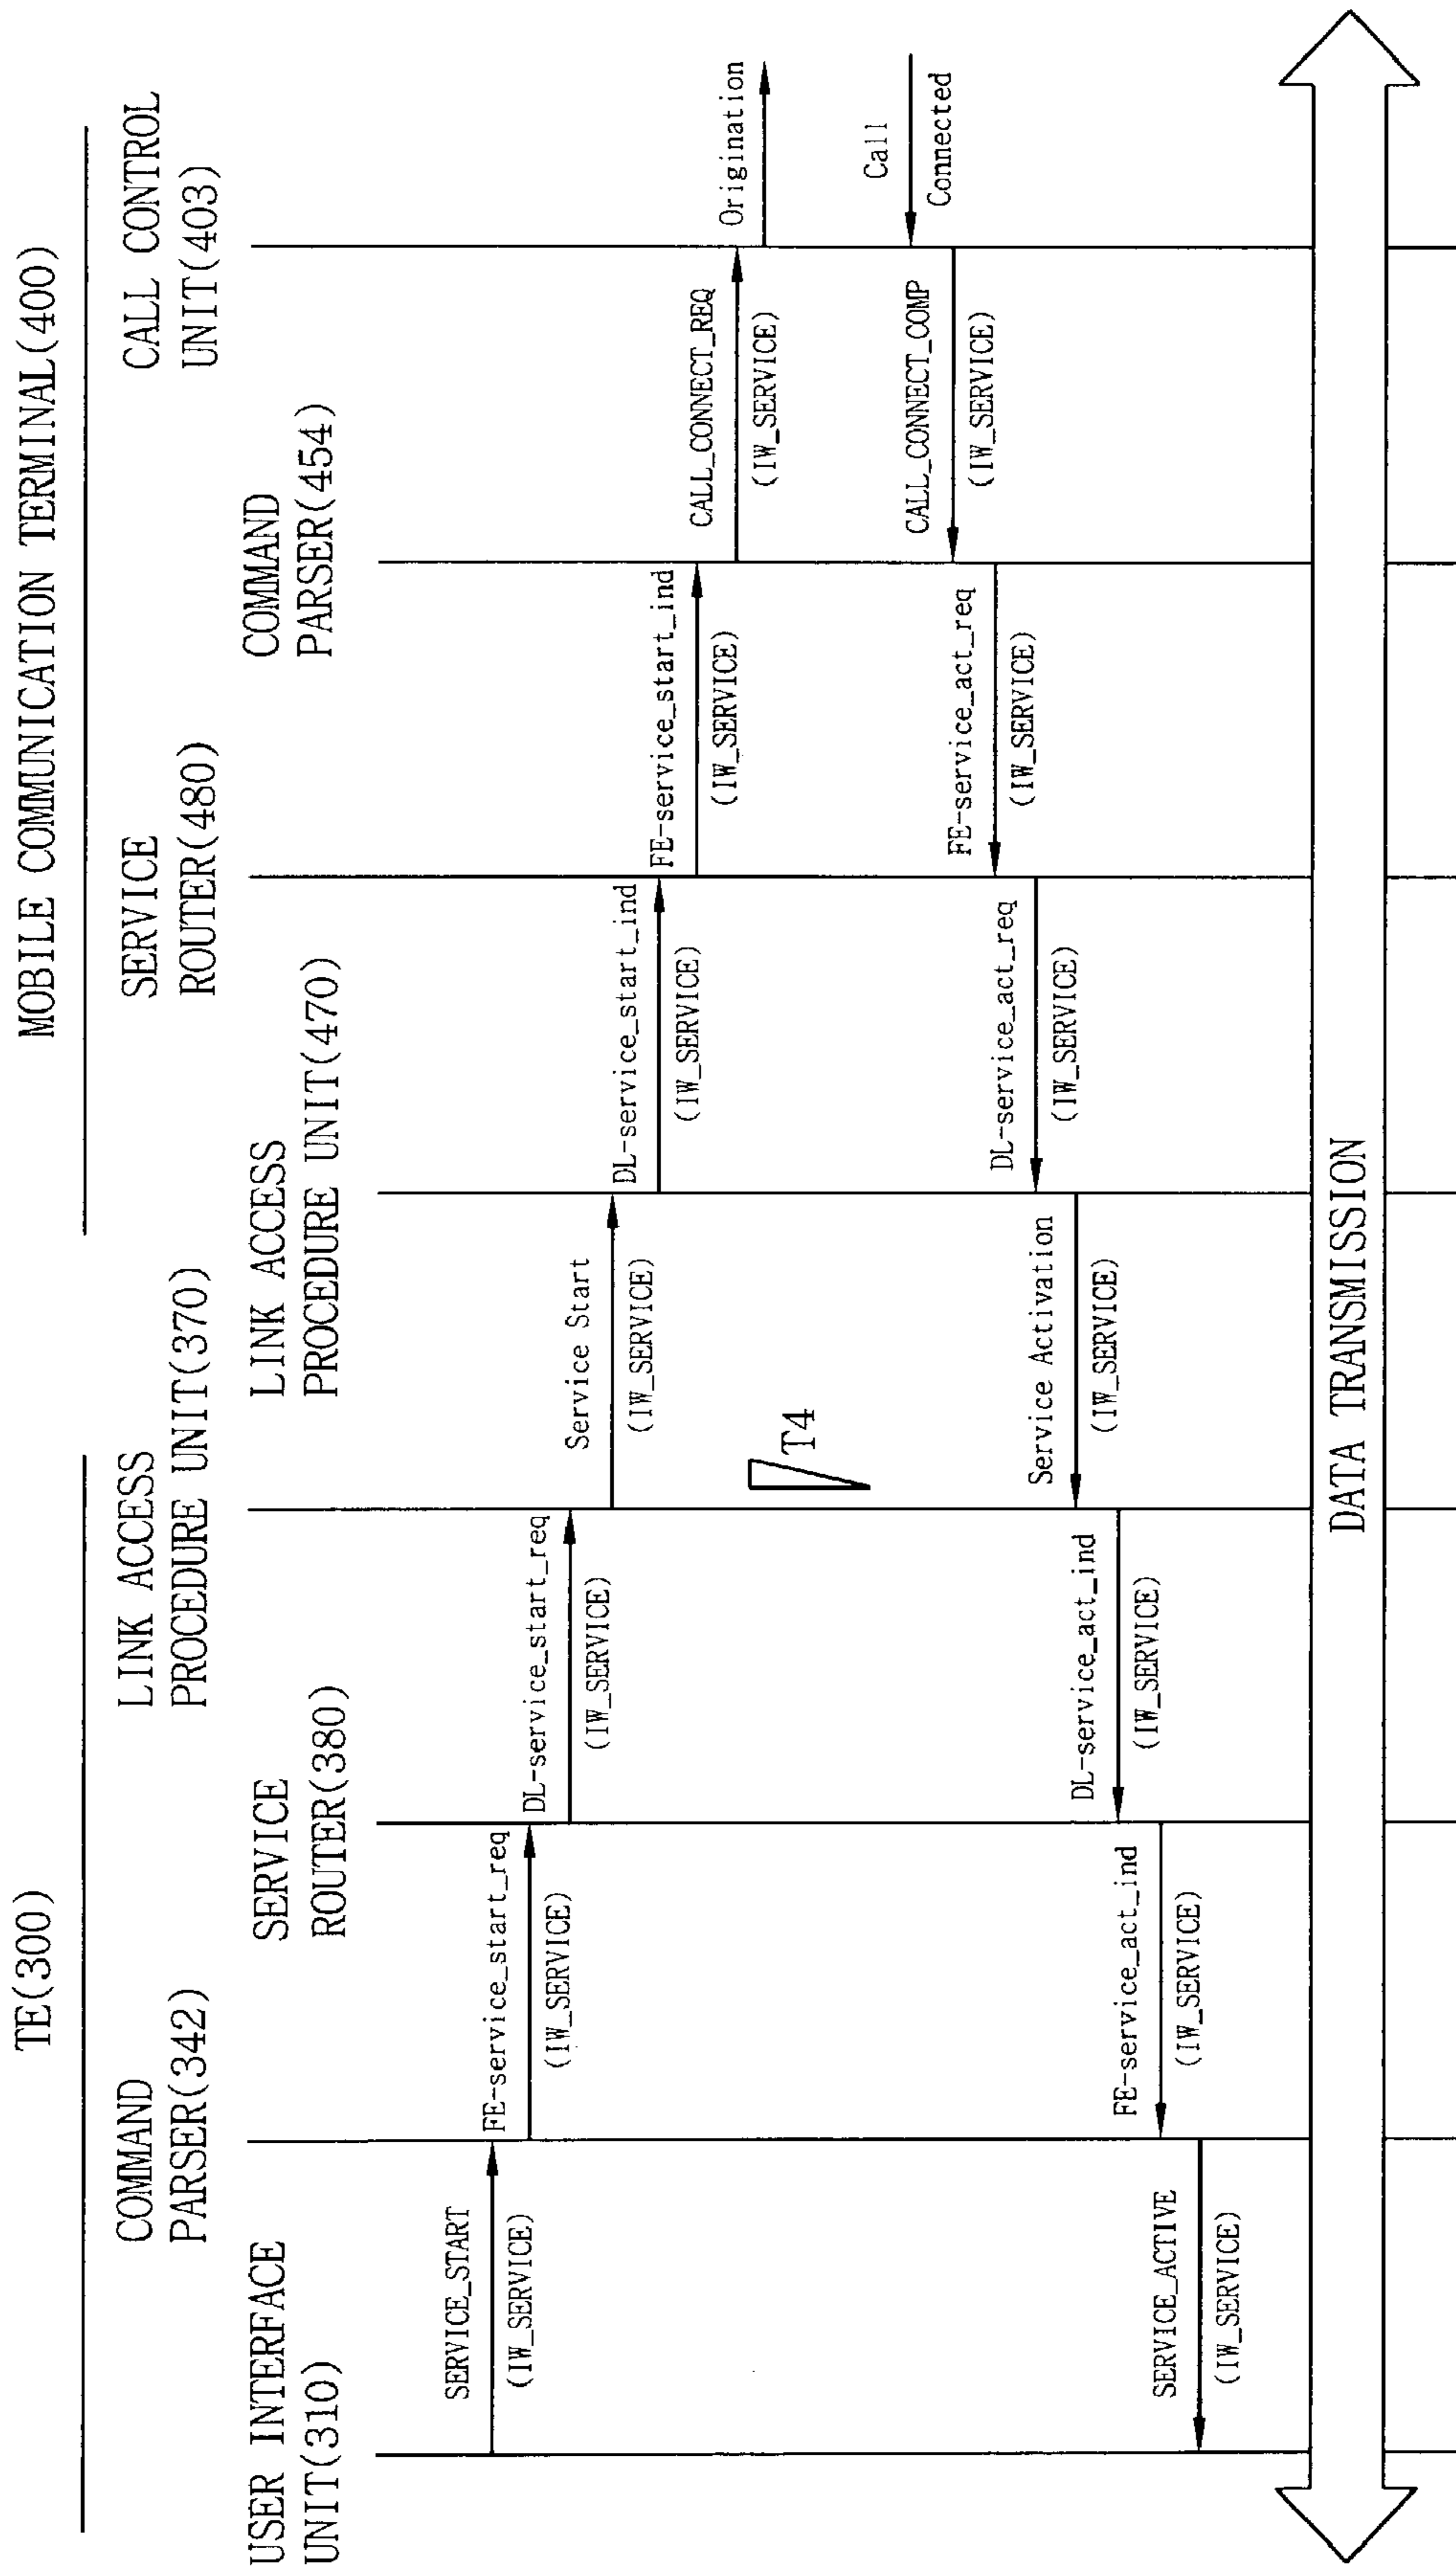 TE(300)
MOBILE COMMUNICATION TERMINAL(400)
USER INTERFACE
UNIT(310)
COMMAND
PARSER(342)
SERVICE
ROUTER(380)
LINK ACCESS
PROCEDURE UNIT(370)
LINK ACCESS
PROCEDURE UNIT(470)
SERVICE
ROUTER(480)
COMMAND
PARSER(454)
CALL CONTROL
UNIT(403)
SERVICE_START
(IW_SERVICE)
FE-service_start_req
(IW_SERVICE)
DL-service_start_req
(IW_SERVICE)
Service Start
(IW_SERVICE)
DL-service_start_ind
(IW_SERVICE)
FE-service_start_ind
(IW_SERVICE)
CALL_CONNECT_REQ
(IW_SERVICE)
Origination
T4
Call
Connected
CALL_CONNECT_COMP
(IW_SERVICE)
FE-service_act_req
(IW_SERVICE)
DL-service_act_req
(IW_SERVICE)
Service Activation
(IW_SERVICE)
DL-service_act_ind
(IW_SERVICE)
FE-service_act_ind
(IW_SERVICE)
SERVICE_ACTIVE
(IW_SERVICE)
DATA TRANSMISSION